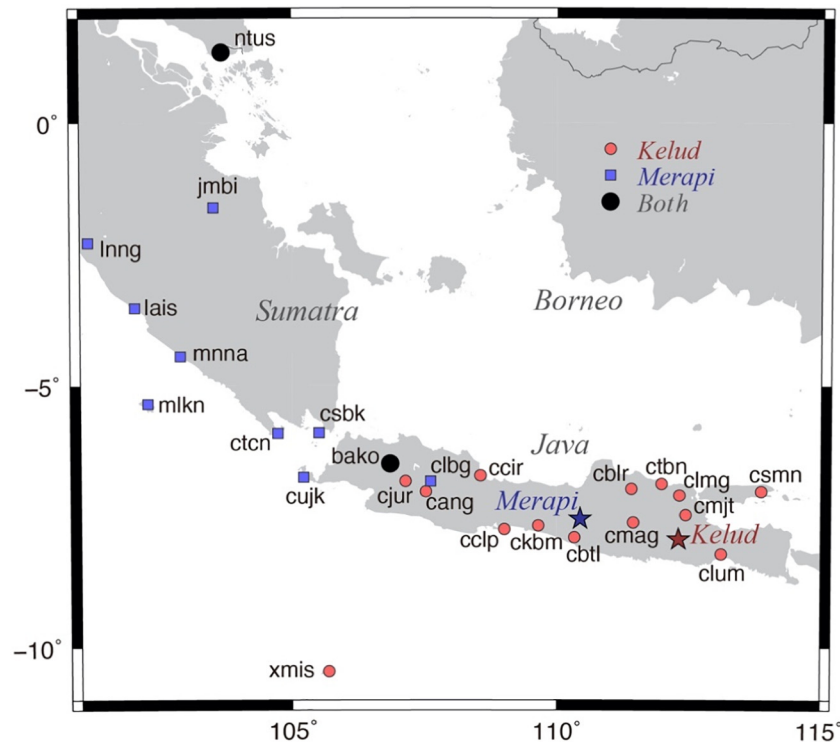 ntus
0°
Kelud
Merapi
Both
jmbi
lnng
lais
Sumatra
Borneo
mnna
−5°
mlkn
csbk
ctcn
Java
bako
clbg
ccir
cblr
ctbn
clmg
csmn
cujk
cjur
cang
Merapi
cmjt
cclp
ckbm
cbtl
cmag
Kelud
clum
−10°
xmis
105°
110°
115°